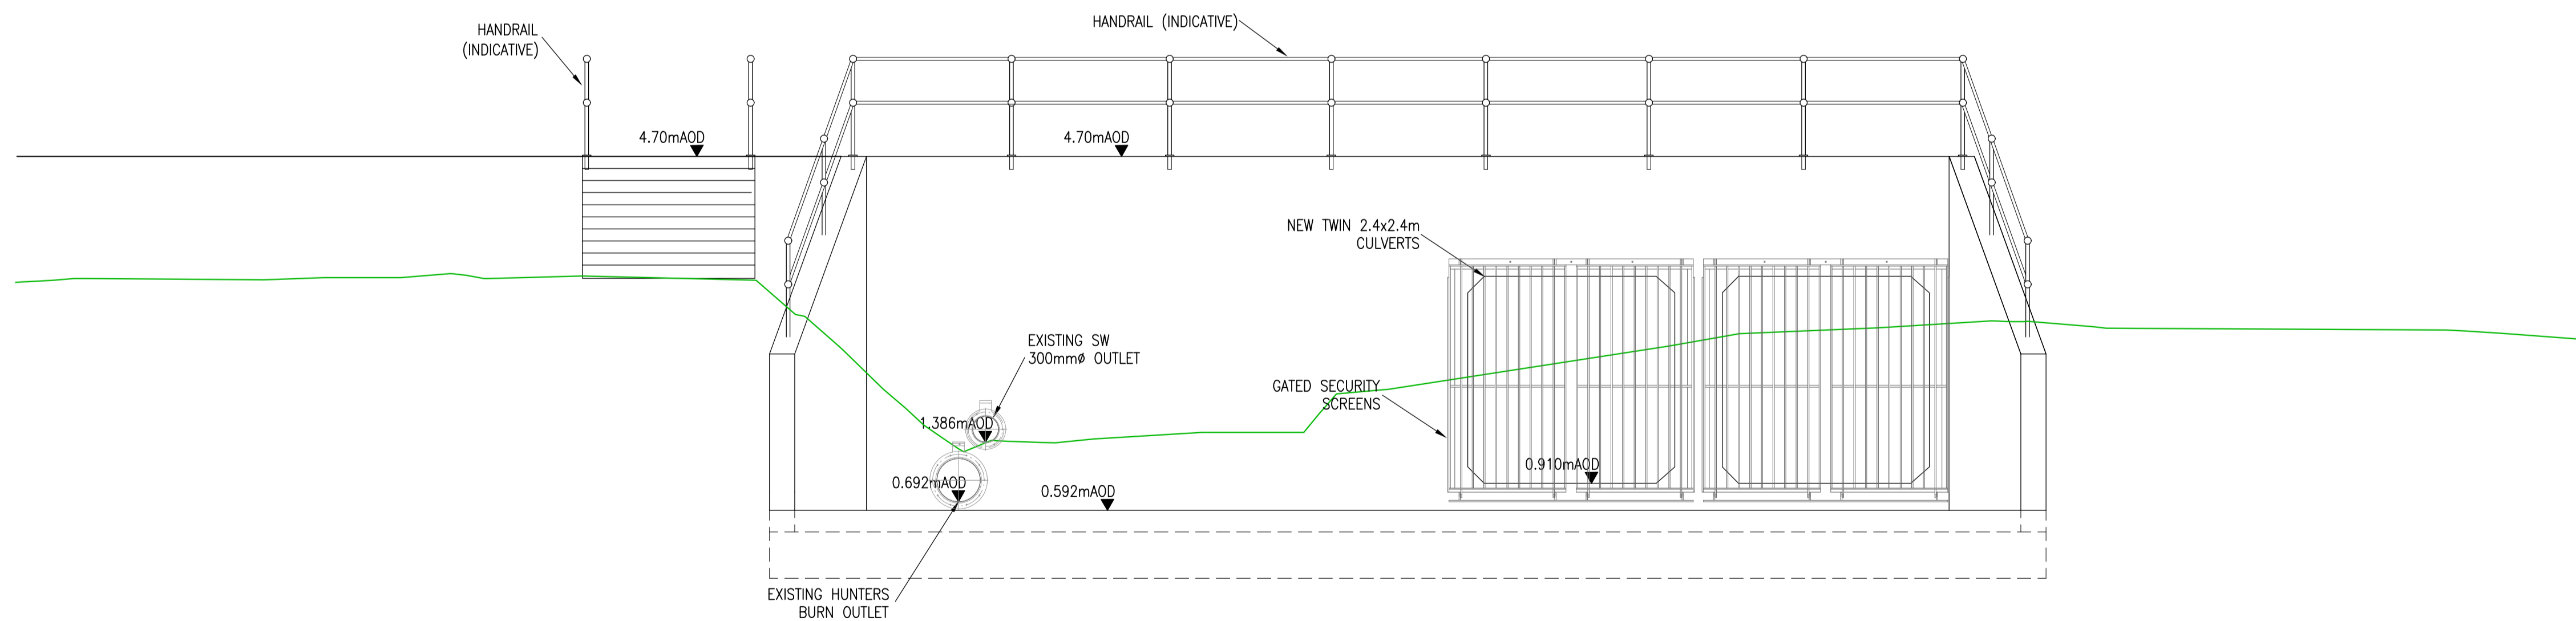 HANDRAIL
(INDICATIVE)
HANDRAIL (INDICATIVE)
4.70mAOD
4.70mAOD
NEW TWIN 2.4x2.4m
CULVERTS
EXISTING SW
300mmø OUTLET
GATED SECURITY
SCREENS
1.386mAOD
0.910mAOD
0.692mAOD
0.592mAOD
EXISTING HUNTERS
BURN OUTLET